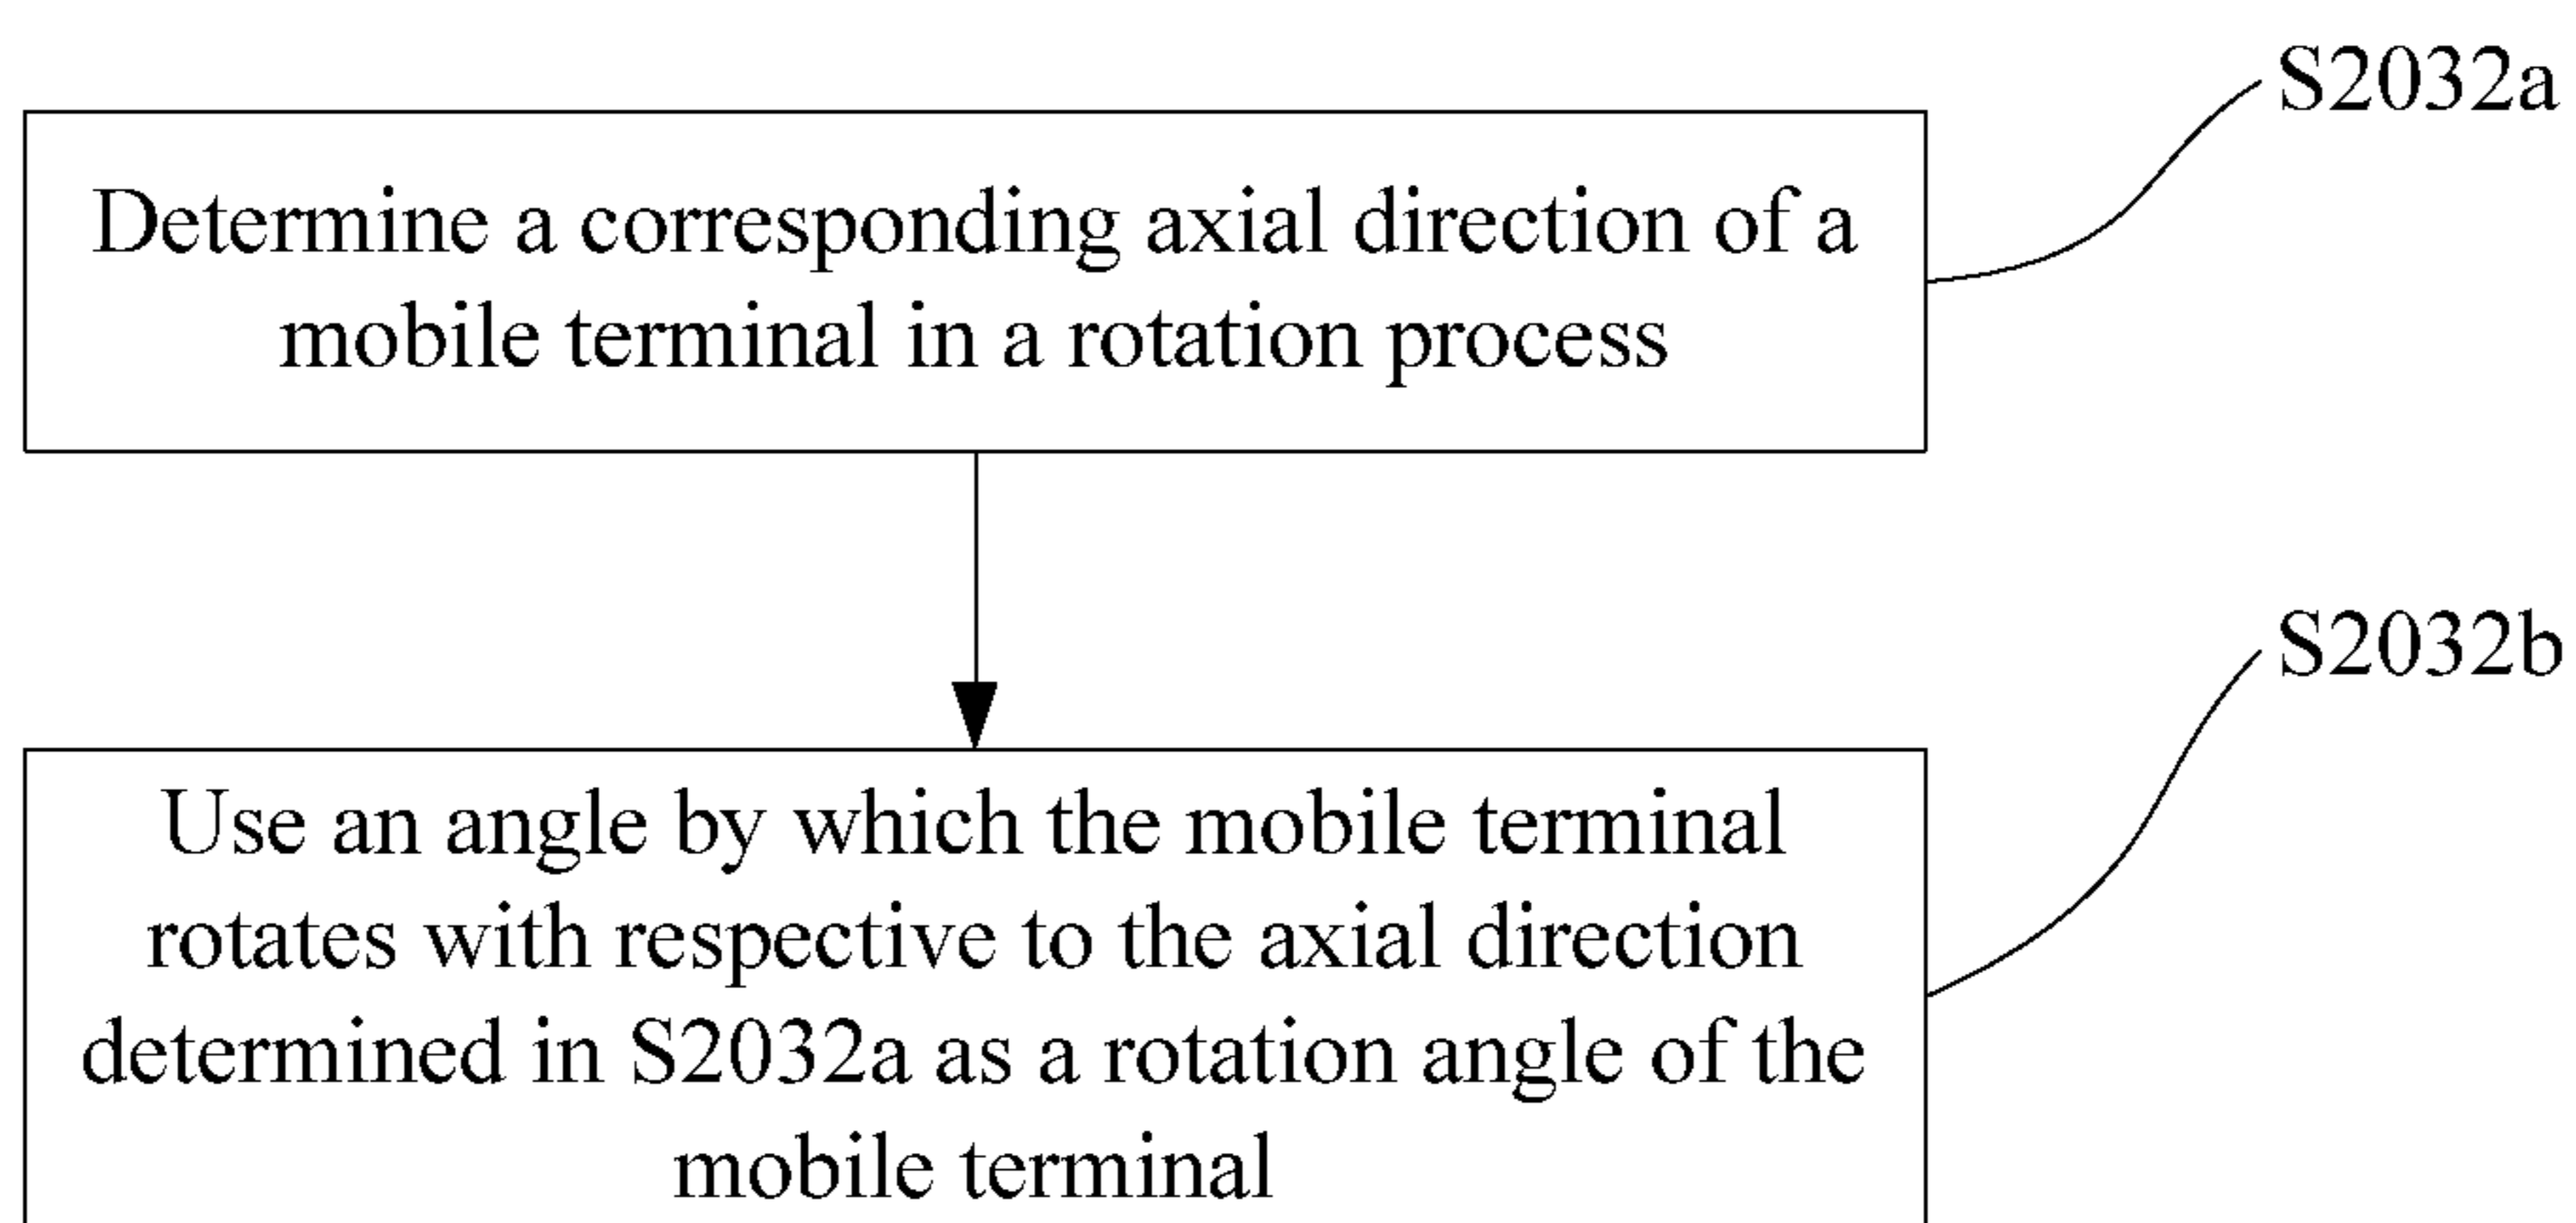 S2032a
Determine a corresponding axial direction of a
mobile terminal in a rotation process
S2032b
Use an angle by which the mobile terminal
rotates with respective to the axial direction
determined in S2032a as a rotation angle of the
mobile terminal